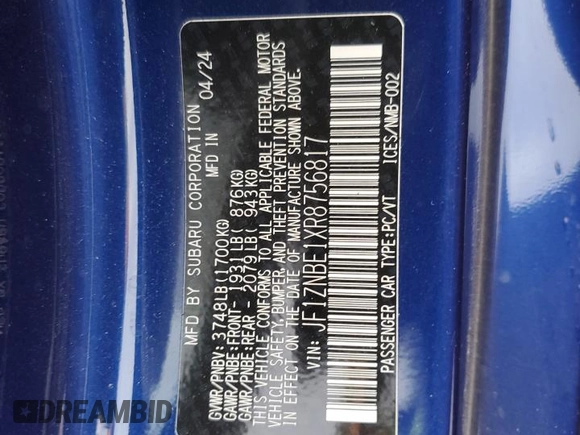 MFD BY SUBARU CORPORATION 04/24
MFD IN
GVWR/PNBV: 3748LB(1700KG)
GAWR/PNBE:FRONT- 1931LB( 876KG)
GAWR/PNBE:REAR - 2079LB( 943KG)
THIS VEHICLE CONFORMS TO ALL APPLICABLE FEDERAL MOTOR
VEHICLE SAFETY, BUMPER, AND THEFT PREVENTION STANDARDS
IN EFFECT ON THE DATE OF MANUFACTURE SHOWN ABOVE.
VIN: JF1ZNBE1XR8756817
PASSENGER CAR TYPE:PC/VT ICES/NMB-002
DREAMBID